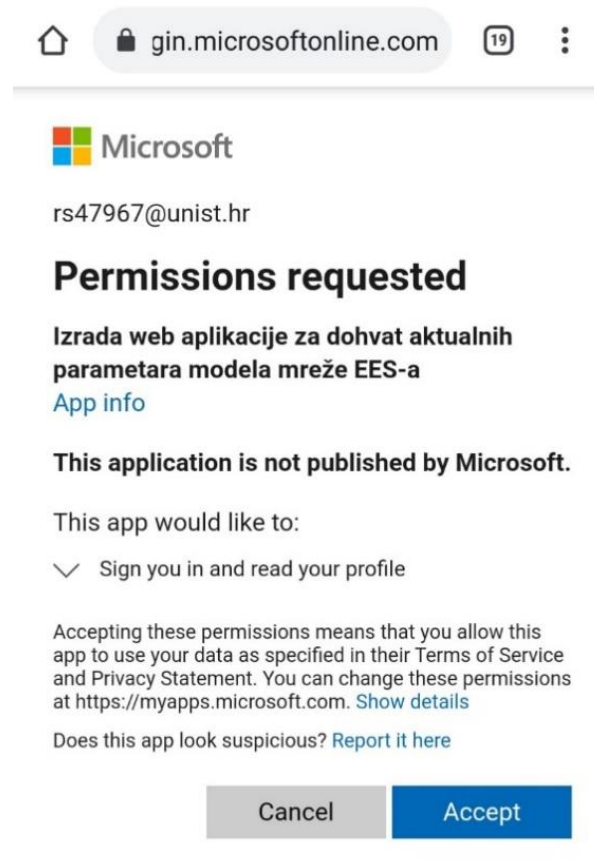 gin.microsoftonline.com
19
Microsoft
rs47967@unist.hr
Permissions requested
Izrada web aplikacije za dohvat aktualnih
parametara modela mreže EES-a
App info
This application is not published by Microsoft.
This app would like to:
Sign you in and read your profile
Accepting these permissions means that you allow this
app to use your data as specified in their Terms of Service
and Privacy Statement. You can change these permissions
at https://myapps.microsoft.com. Show details
Does this app look suspicious? Report it here
Cancel
Accept